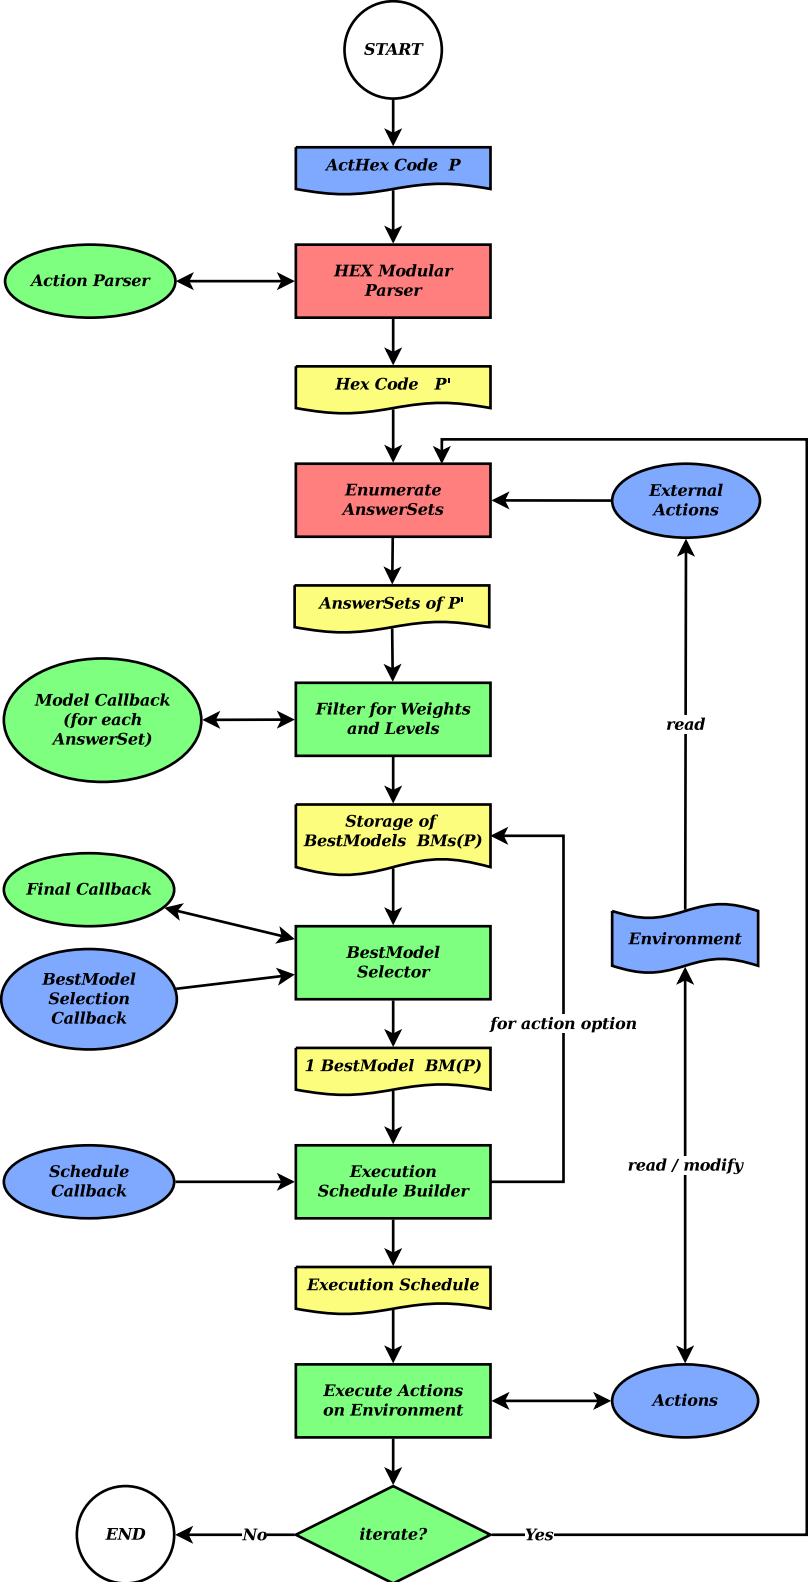 START
ActHex Code P
Action Parser
HEX Modular
Parser
Hex Code P'
Enumerate
AnswerSets
External
Actions
AnswerSets of P'
Model Callback
(for each
AnswerSet)
Filter for Weights
and Levels
read
Storage of
BestModels BMs(P)
Final Callback
BestModel
Selector
Environment
BestModel
Selection
Callback
for action option
1 BestModel BM(P)
Schedule
Callback
Execution
Schedule Builder
read / modify
Execution Schedule
Execute Actions
on Environment
Actions
END
No
iterate?
Yes